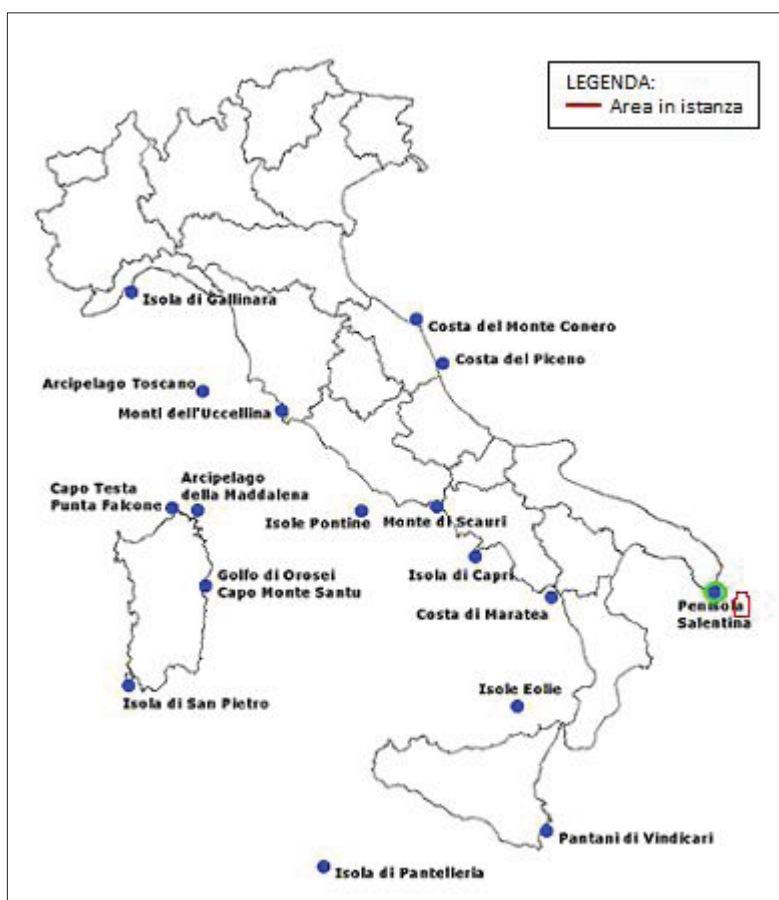 LEGENDA:
Area in istanza
Isola di Gallinara
Costa del Monte Conero
Costa del Piceno
Arcipelago Toscano
Monti dell'Uccellina
Capo Testa
Punta Falcone
Arcipelago
della Maddalena
Isole Pontine
Monte di Scauri
Golfo di Orosei
Capo Monte Santu
Isola di Capri
Costa di Maratea
Penisola
Salentina
Isola di San Pietro
Isole Eolie
Pantani di Vindicari
Isola di Pantelleria